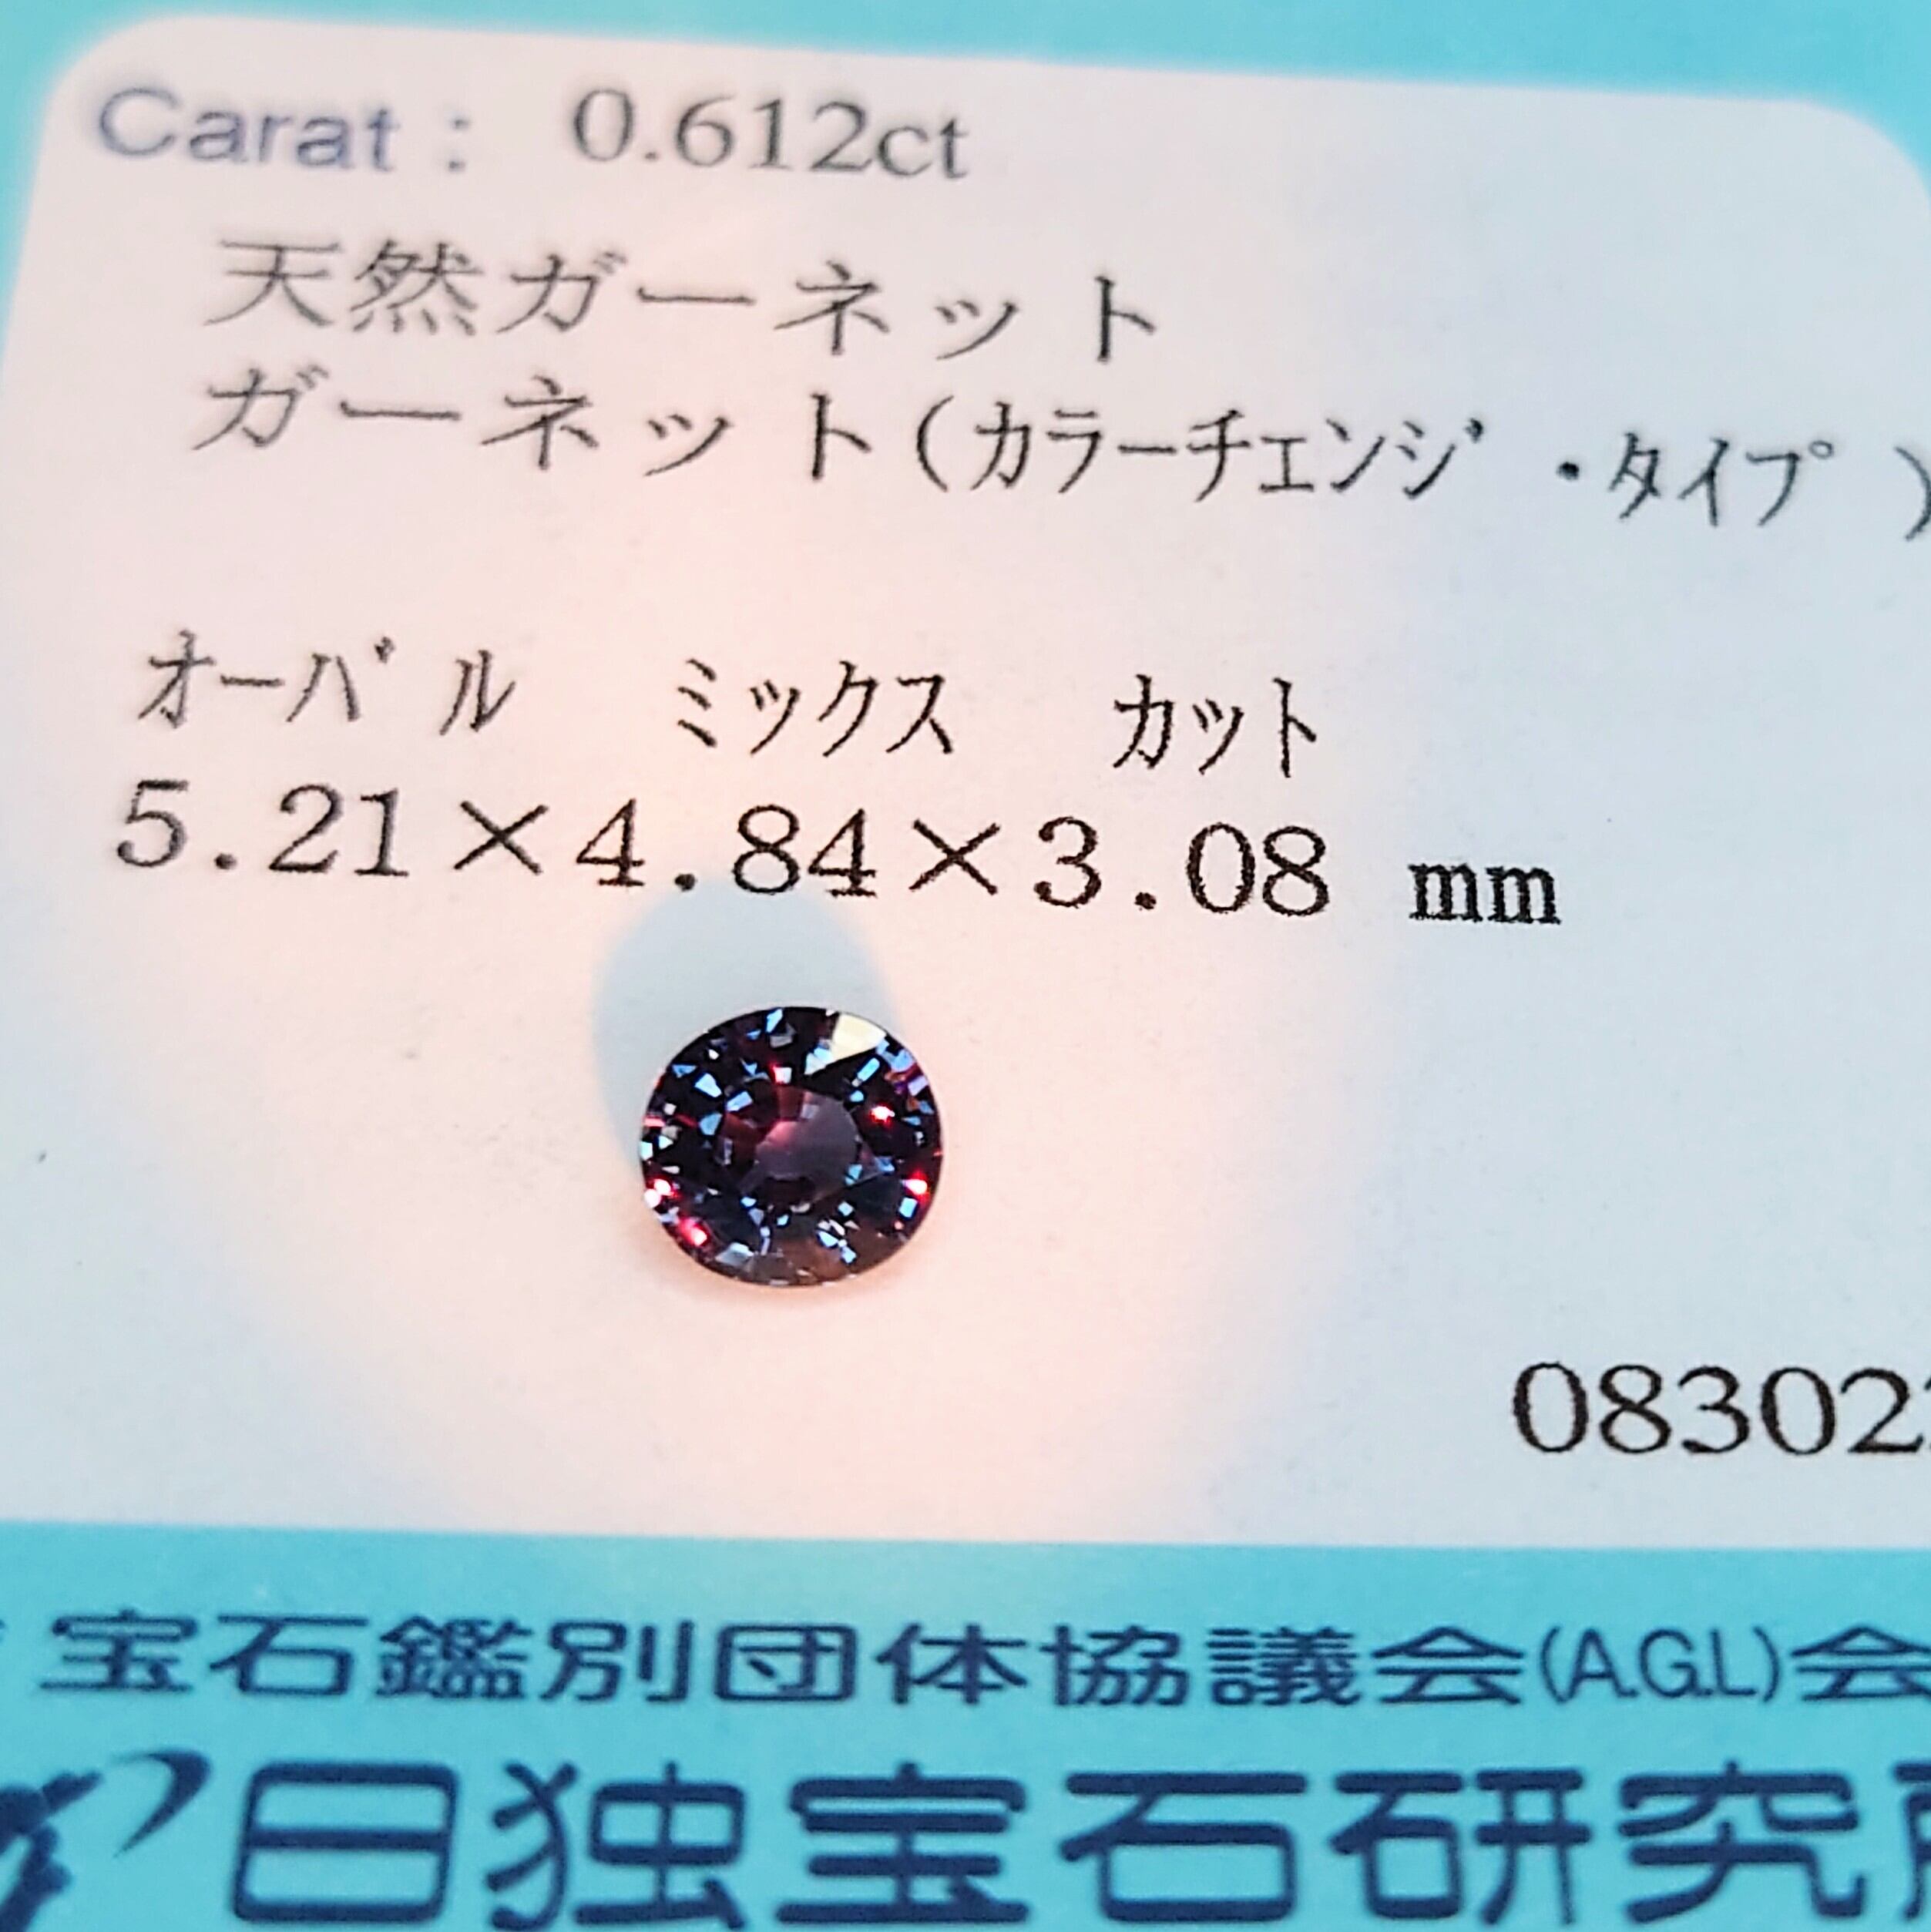 Carat : 0.612ct
天然ガーネット
ガーネット(カラーチェンジ・タイプ)
オーバル ミックス カット
5.21×4.84×3.08 mm
08302
宝石鑑別団体協議会(A.G.L)会
日独宝石研究